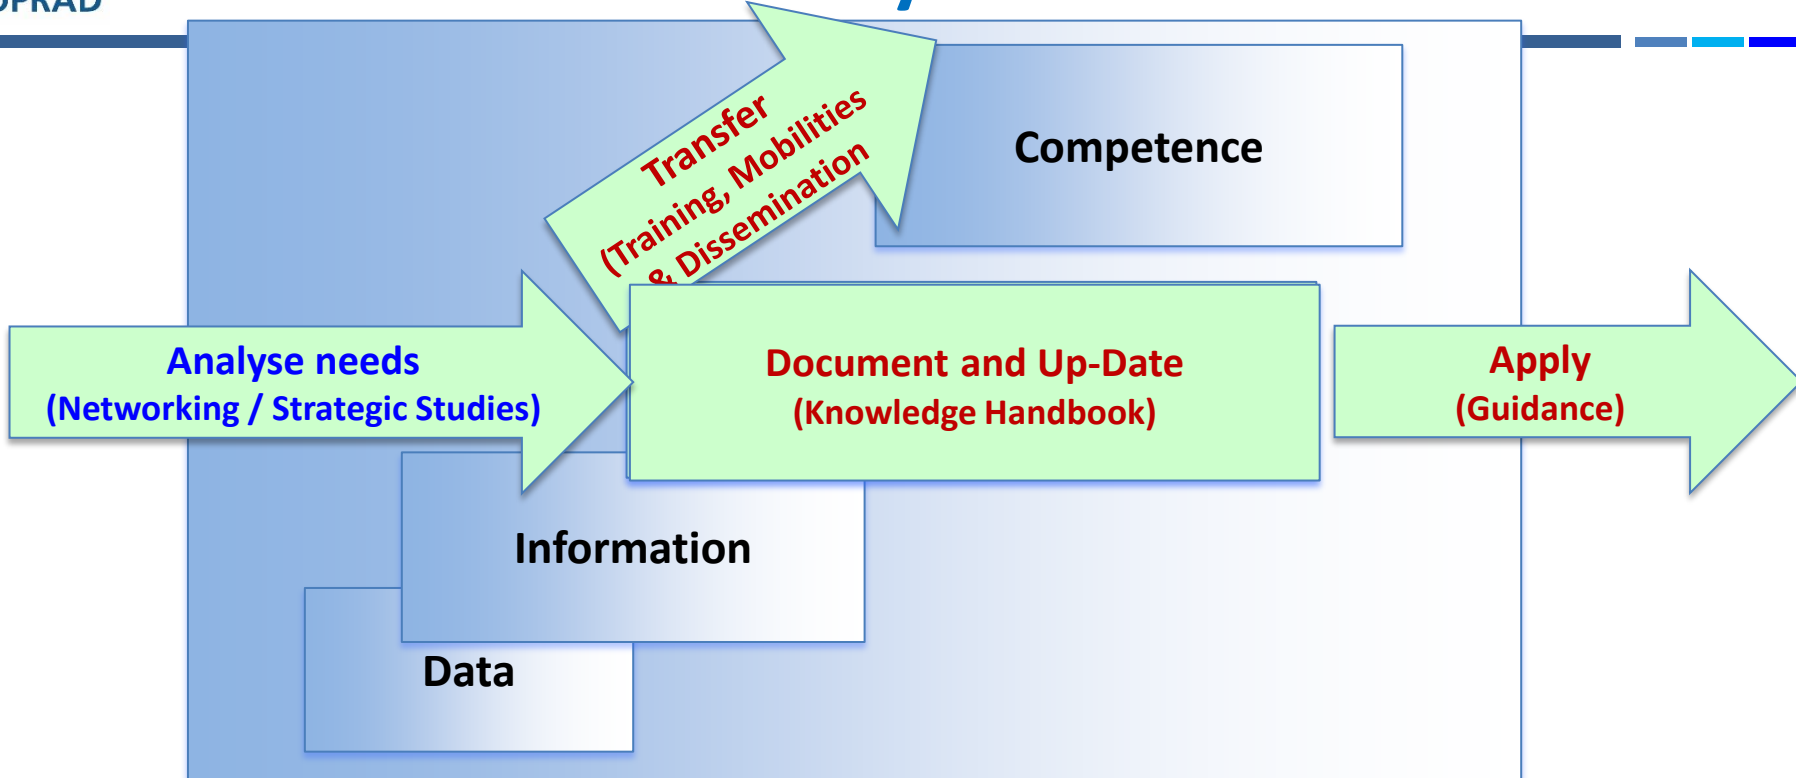 Transfer
(Training, Mobilities
& Dissemination
Competence
Analyse needs
(Networking / Strategic Studies)
Document and Up-Date
(Knowledge Handbook)
Apply
(Guidance)
Information
Data